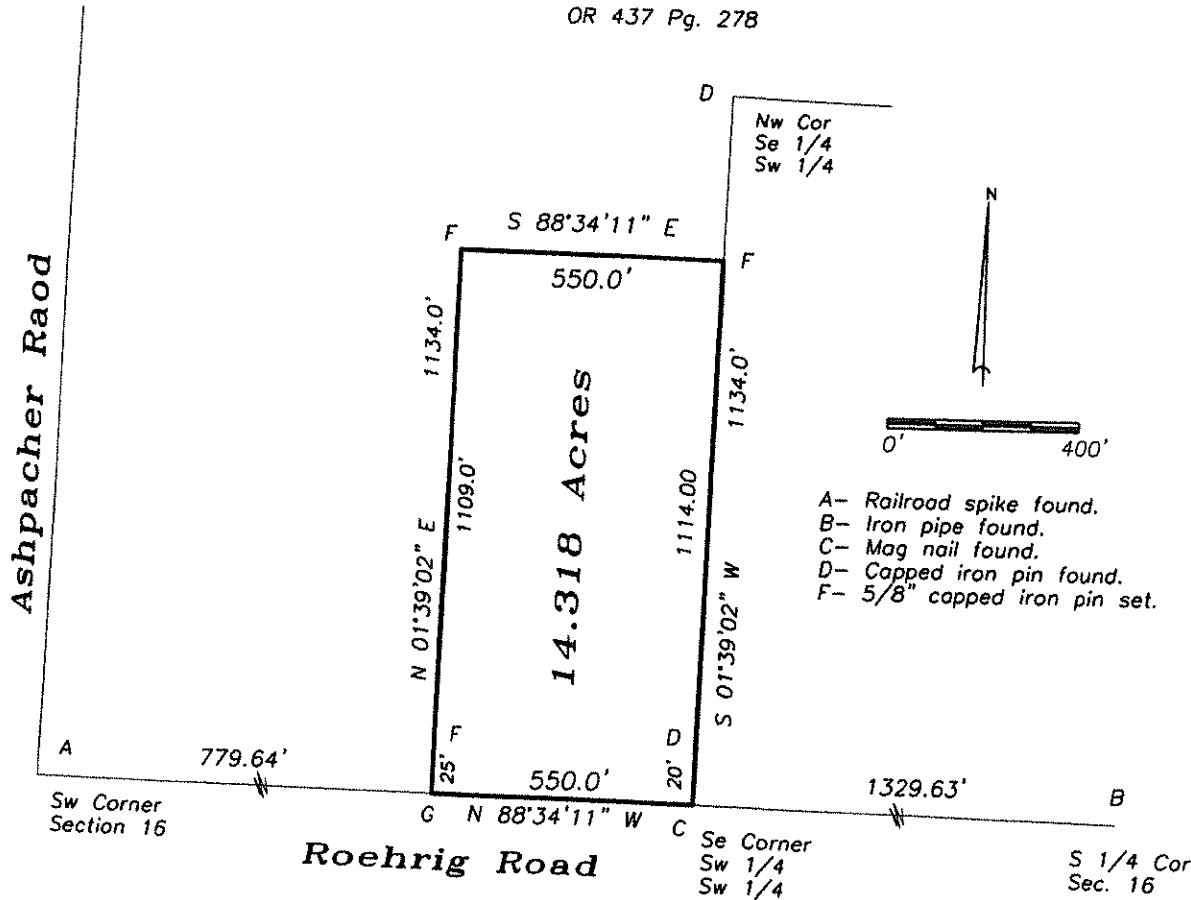 OR 437 Pg. 278
D
Nw Cor
Se 1/4
Sw 1/4
N
F
S 88°34'11" E
F
550.0'
1134.0'
1134.0'
Ashpacher Raod
0'
400'
14.318 Acres
1109.0'
1114.00
A- Railroad spike found.
B- Iron pipe found.
C- Mag nail found.
D- Capped iron pin found.
F- 5/8" capped iron pin set.
N 01°39'02" E
S 01°39'02" W
A
779.64'
F
D
25'
550.0'
20'
1329.63'
B
Sw Corner
Section 16
G
N 88°34'11" W
C
Roehrig Road
Se Corner
Sw 1/4
Sw 1/4
S 1/4 Cor
Sec. 16